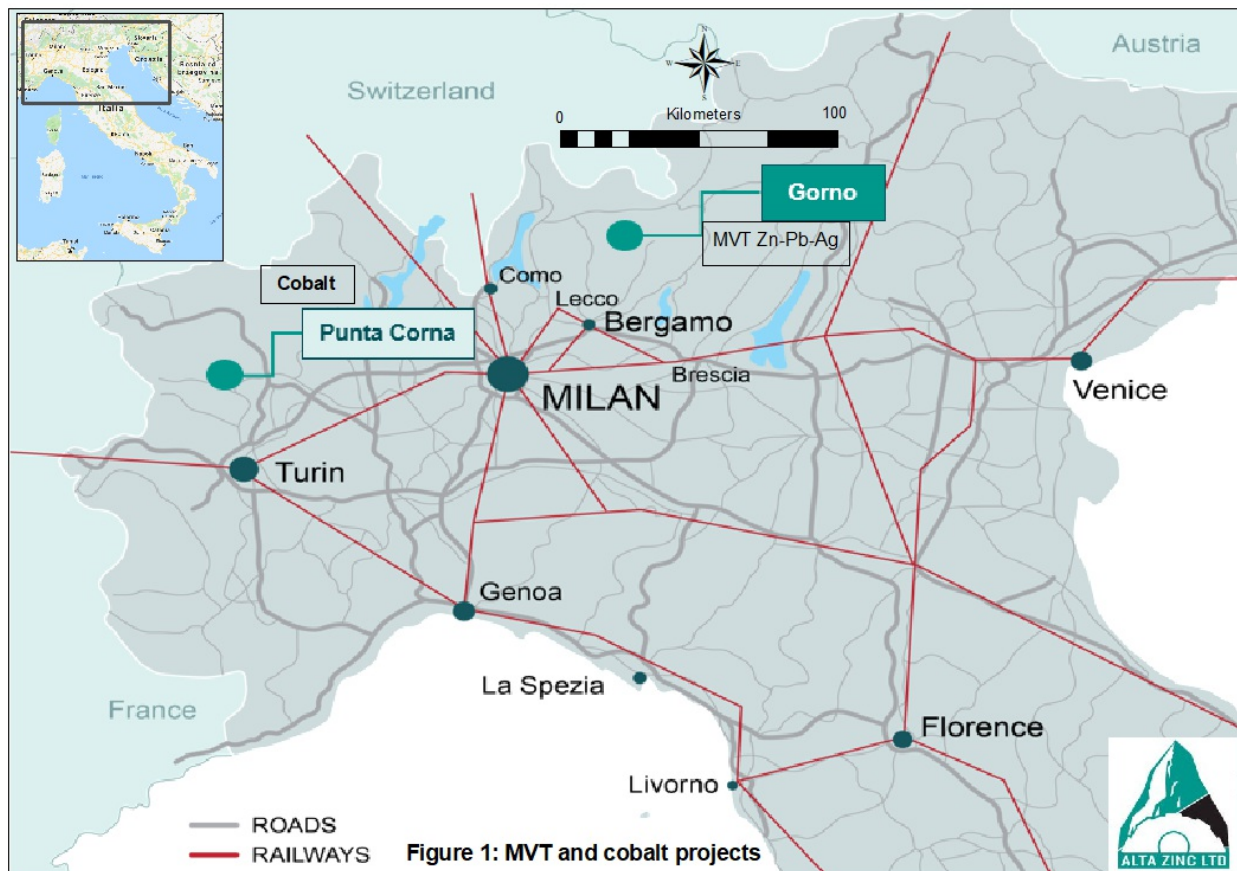 Austria
Switzerland
N
W
E
S
Kilometers
0
100
Italia
Gorno
MVT Zn-Pb-Ag
Como
Cobalt
Lecco
Punta Corna
Bergamo
Brescia
MILAN
Venice
Turin
Genoa
La Spezia
France
Florence
Livorno
ROADS
RAILWAYS
Figure 1: MVT and cobalt projects
ALTA ZINC LTD